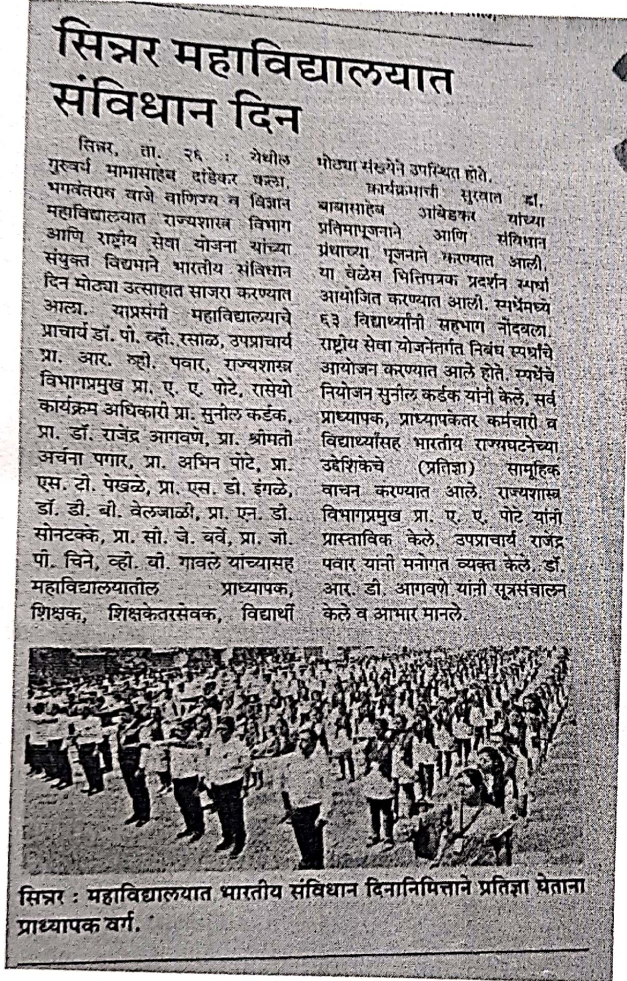 सिन्नर महाविद्यालयात
संविधान दिन
सिन्नर, ता. २६ : येथील
गुरुवर्य मामासाहेब दांडेकर कला,
भगवंतराव वाजे वाणिज्य व विज्ञान
महाविद्यालयात राज्यशास्त्र विभाग
आणि राष्ट्रीय सेवा योजना यांच्या
संयुक्त विद्यमाने भारतीय संविधान
दिन मोठ्या उत्साहात साजरा करण्यात
आला. याप्रसंगी महाविद्यालयाचे
प्राचार्य डॉ. पी. व्ही. रसाळ, उपप्राचार्य
प्रा. आर. व्ही. पवार, राज्यशास्त्र
विभागप्रमुख प्रा. ए. ए. पोटे, रासेयो
कार्यक्रम अधिकारी प्रा. सुनील कर्डक,
प्रा. डॉ. राजेंद्र आगवणे, प्रा. श्रीमती
अर्चना पगार, प्रा. अभिन पोटे, प्रा.
एस. टी. पेखळे, प्रा. एस. डी. इंगळे,
डॉ. डी. बी. वेलजाळी, प्रा. एन. डी.
सोनटक्के, प्रा. सी. जे. बर्वे, प्रा. जी.
पी. चिने, व्ही. बी. गावले यांच्यासह
महाविद्यालयातील प्राध्यापक,
शिक्षक, शिक्षकेतरसेवक, विद्यार्थी
मोठ्या संख्येने उपस्थित होते.
कार्यक्रमाची सुरवात डॉ.
बाबासाहेब आंबेडकर यांच्या
प्रतिमापूजनाने आणि संविधान
ग्रंथाच्या पूजनाने करण्यात आली.
या वेळेस भित्तिपत्रक प्रदर्शन स्पर्धा
आयोजित करण्यात आली. स्पर्धेमध्ये
६३ विद्यार्थ्यांनी सहभाग नोंदवला.
राष्ट्रीय सेवा योजनेतर्गत निबंध स्पर्धांचे
आयोजन करण्यात आले होते. स्पर्धेचे
नियोजन सुनील कर्डक यांनी केले. सर्व
प्राध्यापक, प्राध्यापकेतर कर्मचारी व
विद्यार्थ्यांसह भारतीय राज्यघटनेच्या
उद्देशिकेचे (प्रतिज्ञा) सामूहिक
वाचन करण्यात आले. राज्यशास्त्र
विभागप्रमुख प्रा. ए. ए. पोटे यांनी
प्रास्ताविक केले. उपप्राचार्य राजेंद्र
पवार यांनी मनोगत व्यक्त केले. डॉ.
आर. डी. आगवणे यांनी सूत्रसंचालन
केले व आभार मानले.
सिन्नर : महाविद्यालयात भारतीय संविधान दिनानिमित्ताने प्रतिज्ञा घेताना
प्राध्यापक वर्ग.